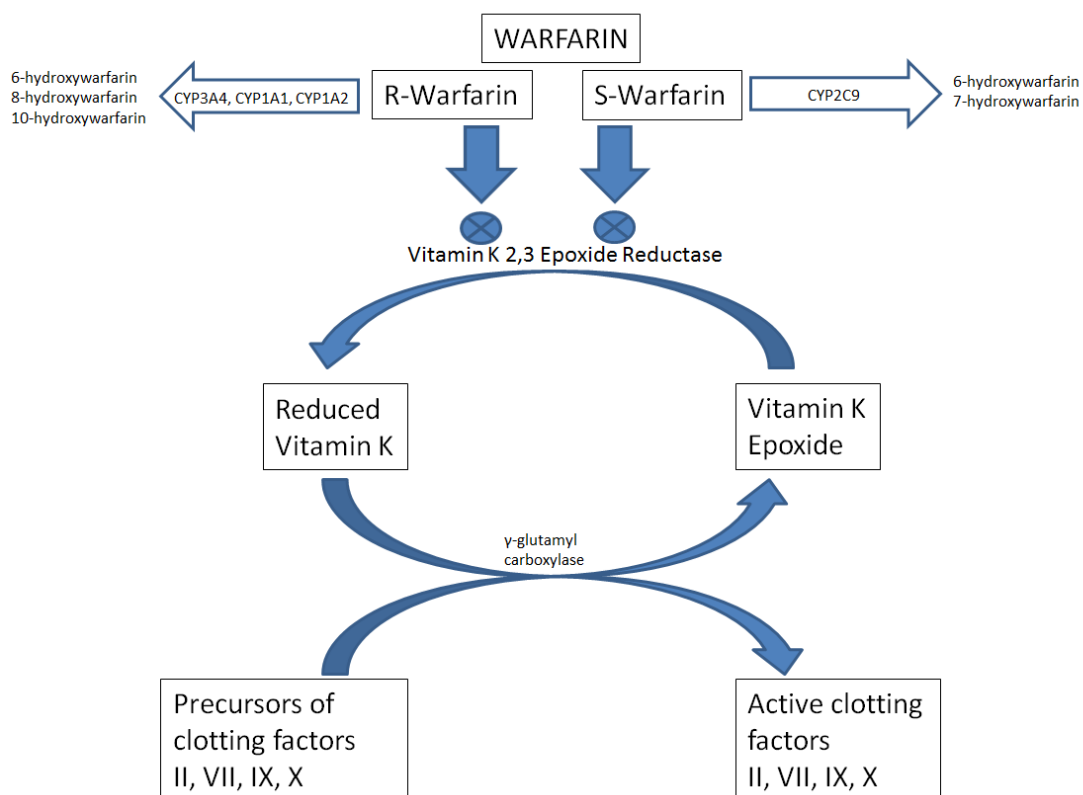 WARFARIN
6-hydroxywarfarin
8-hydroxywarfarin
10-hydroxywarfarin
CYP3A4, CYP1A1, CYP1A2
R-Warfarin
S-Warfarin
CYP2C9
6-hydroxywarfarin
7-hydroxywarfarin
Vitamin K 2,3 Epoxide Reductase
Reduced
Vitamin K
Vitamin K
Epoxide
γ-glutamyl
carboxylase
Precursors of
clotting factors
II, VII, IX, X
Active clotting
factors
II, VII, IX, X